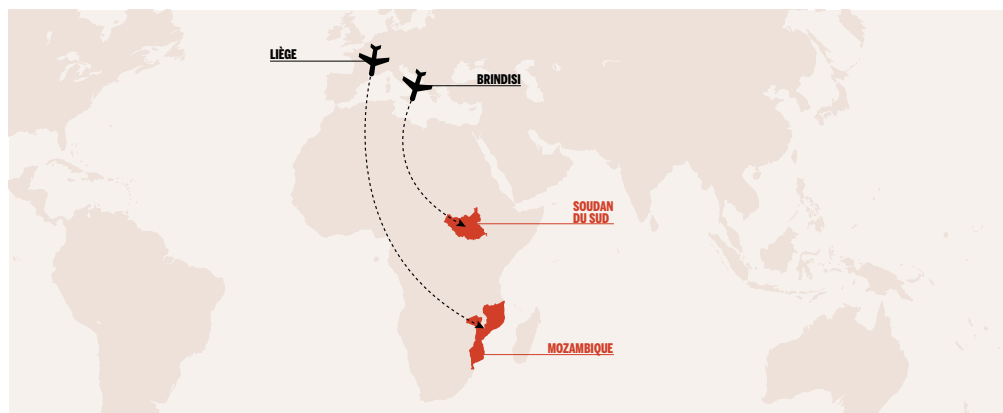 LIÈGE
BRINDISI
SOUDAN
DU SUD
MOZAMBIQUE